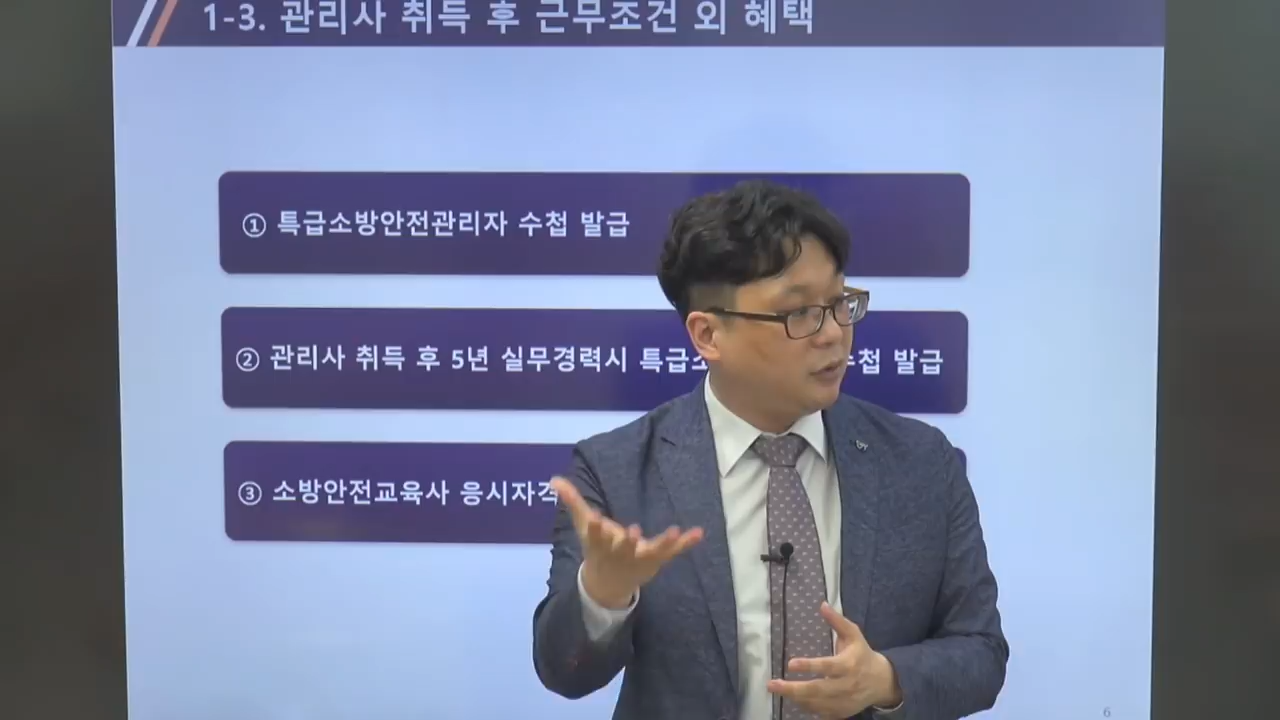 1-3. 관리사 취득 후 근무조건 외 혜택
① 특급소방안전관리자 수첩 발급
② 관리사 취득 후 5년 실무경력시 특급소 수첩 발급
③ 소방안전교육사 응시자격
6